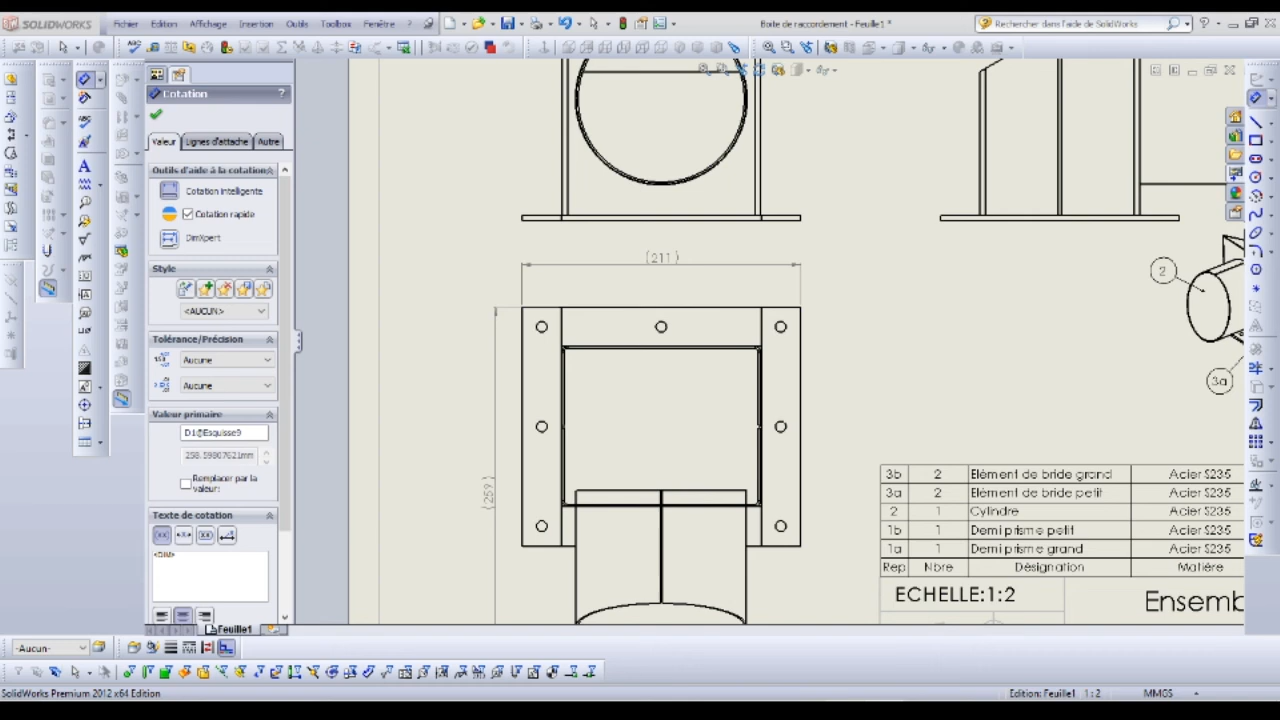 SOLIDWORKS Fichier Edition Affichage Insertion Outils Toolbox Fenêtre ? Boite de raccordement - Feuille1 * Rechercher dans l'aide de SolidWorks
Cotation ?
Valeur Lignes d'attache Autre
Outils d'aide à la cotation
Cotation intelligente
Cotation rapide
DimXpert
Style
<AUCUN>
Tolérance/Précision
Aucune
Aucune
Valeur primaire
D1@Esquisse9
258.59807621mm
Remplacer par la
valeur:
Texte de cotation
<DIM>
Feuille1
(211)
(259)
2
3a
3b 2 Elément de bride grand Acier S235
3a 2 Elément de bride petit Acier S235
2 1 Cylindre Acier S235
1b 1 Demi prisme petit Acier S235
1a 1 Demi prisme grand Acier S235
Rep Nbre Désignation Matière
ECHELLE:1:2
Ensemb
-Aucun-
SolidWorks Premium 2012 x64 Edition Edition: Feuille1 1 : 2 MMGS